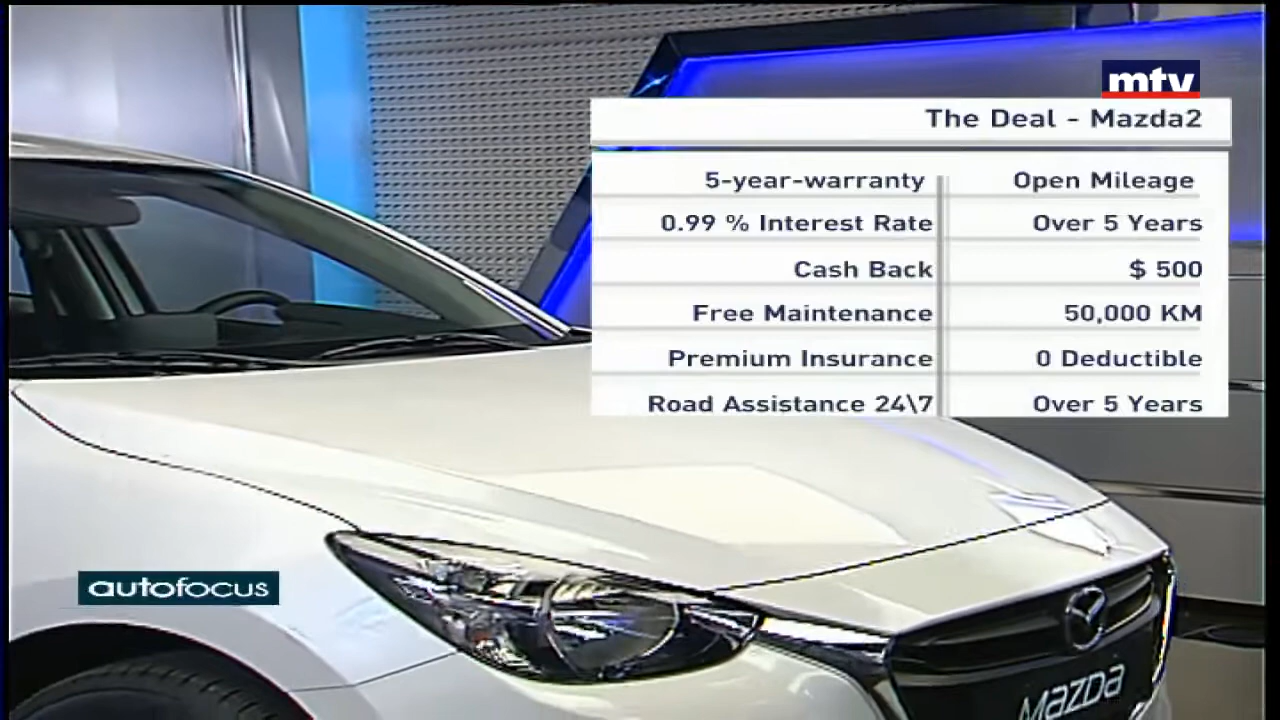 mtv
The Deal - Mazda2
5-year-warranty Open Mileage
0.99 % Interest Rate Over 5 Years
Cash Back $ 500
Free Maintenance 50,000 KM
Premium Insurance 0 Deductible
Road Assistance 24\7 Over 5 Years
autofocus
mazda